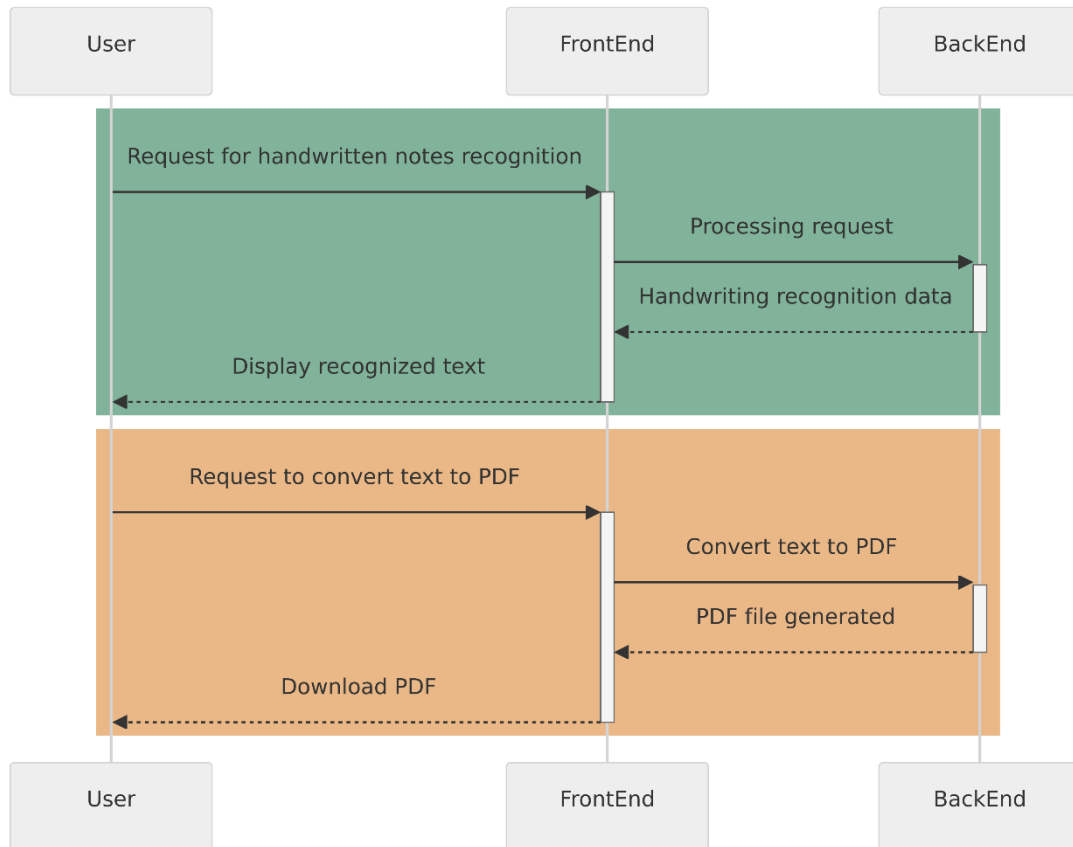 User
FrontEnd
BackEnd
Request for handwritten notes recognition
Processing request
Handwriting recognition data
Display recognized text
Request to convert text to PDF
Convert text to PDF
PDF file generated
Download PDF
User
FrontEnd
BackEnd